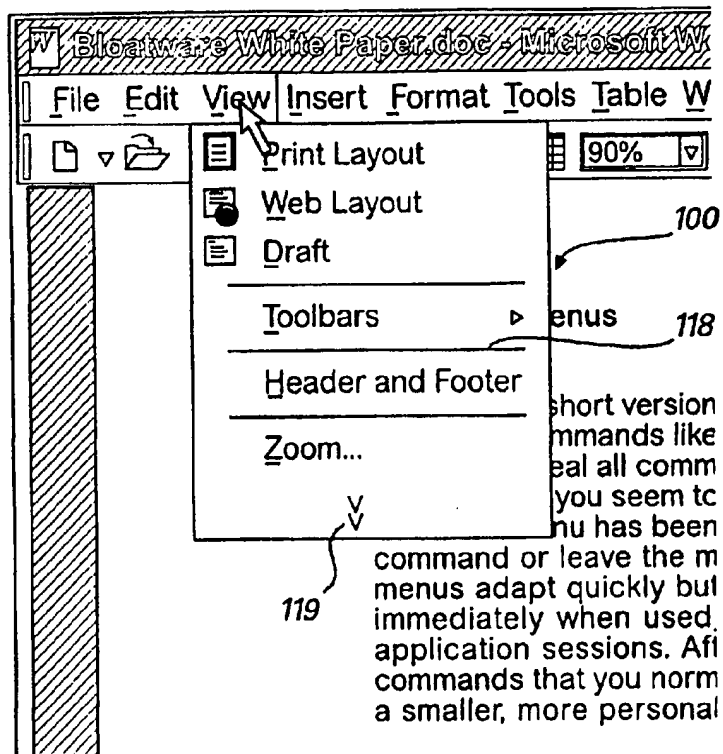 W Bloatware White Paper.doc - Microsoft W
File Edit View Insert Format Tools Table W
90%
Print Layout
Web Layout
100
Draft
Toolbars enus 118
Header and Footer
short version
mmands like
Zoom...
eal all comm
you seem to
nu has been
command or leave the m
menus adapt quickly but
119
immediately when used.
application sessions. Aft
commands that you norm
a smaller, more personal